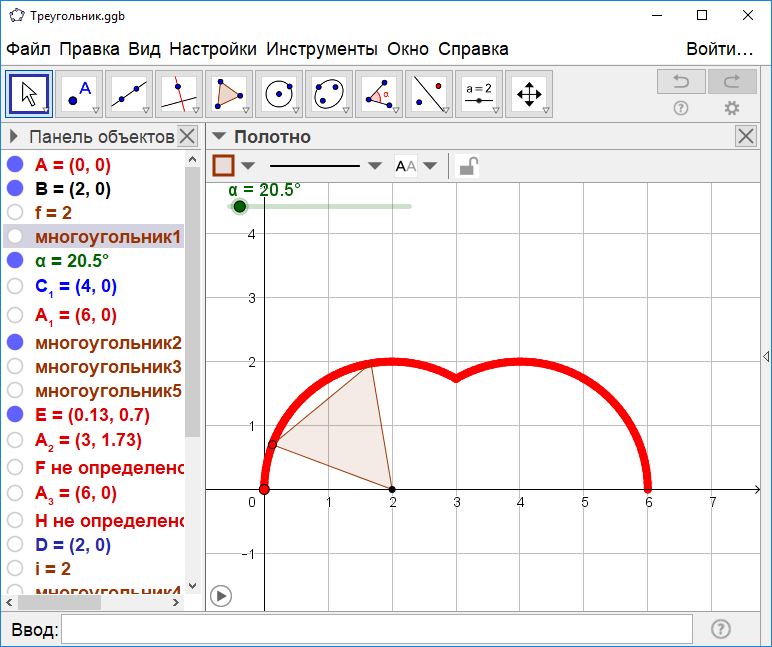 Треугольник.ggb
Файл Правка Вид Настройки Инструменты Окно Справка Войти...
A α a = 2
Панель объектов
Полотно
AA
A = (0, 0)
B = (2, 0)
f = 2
многоугольник1
α = 20.5°
C₁ = (4, 0)
A₁ = (6, 0)
многоугольник2
многоугольник3
многоугольник5
E = (0.13, 0.7)
A₂ = (3, 1.73)
F не определено
A₃ = (6, 0)
H не определено
D = (2, 0)
i = 2
многоугольник4
α = 20.5°
4
3
2
1
0 1 2 3 4 5 6 7
−1
Ввод: